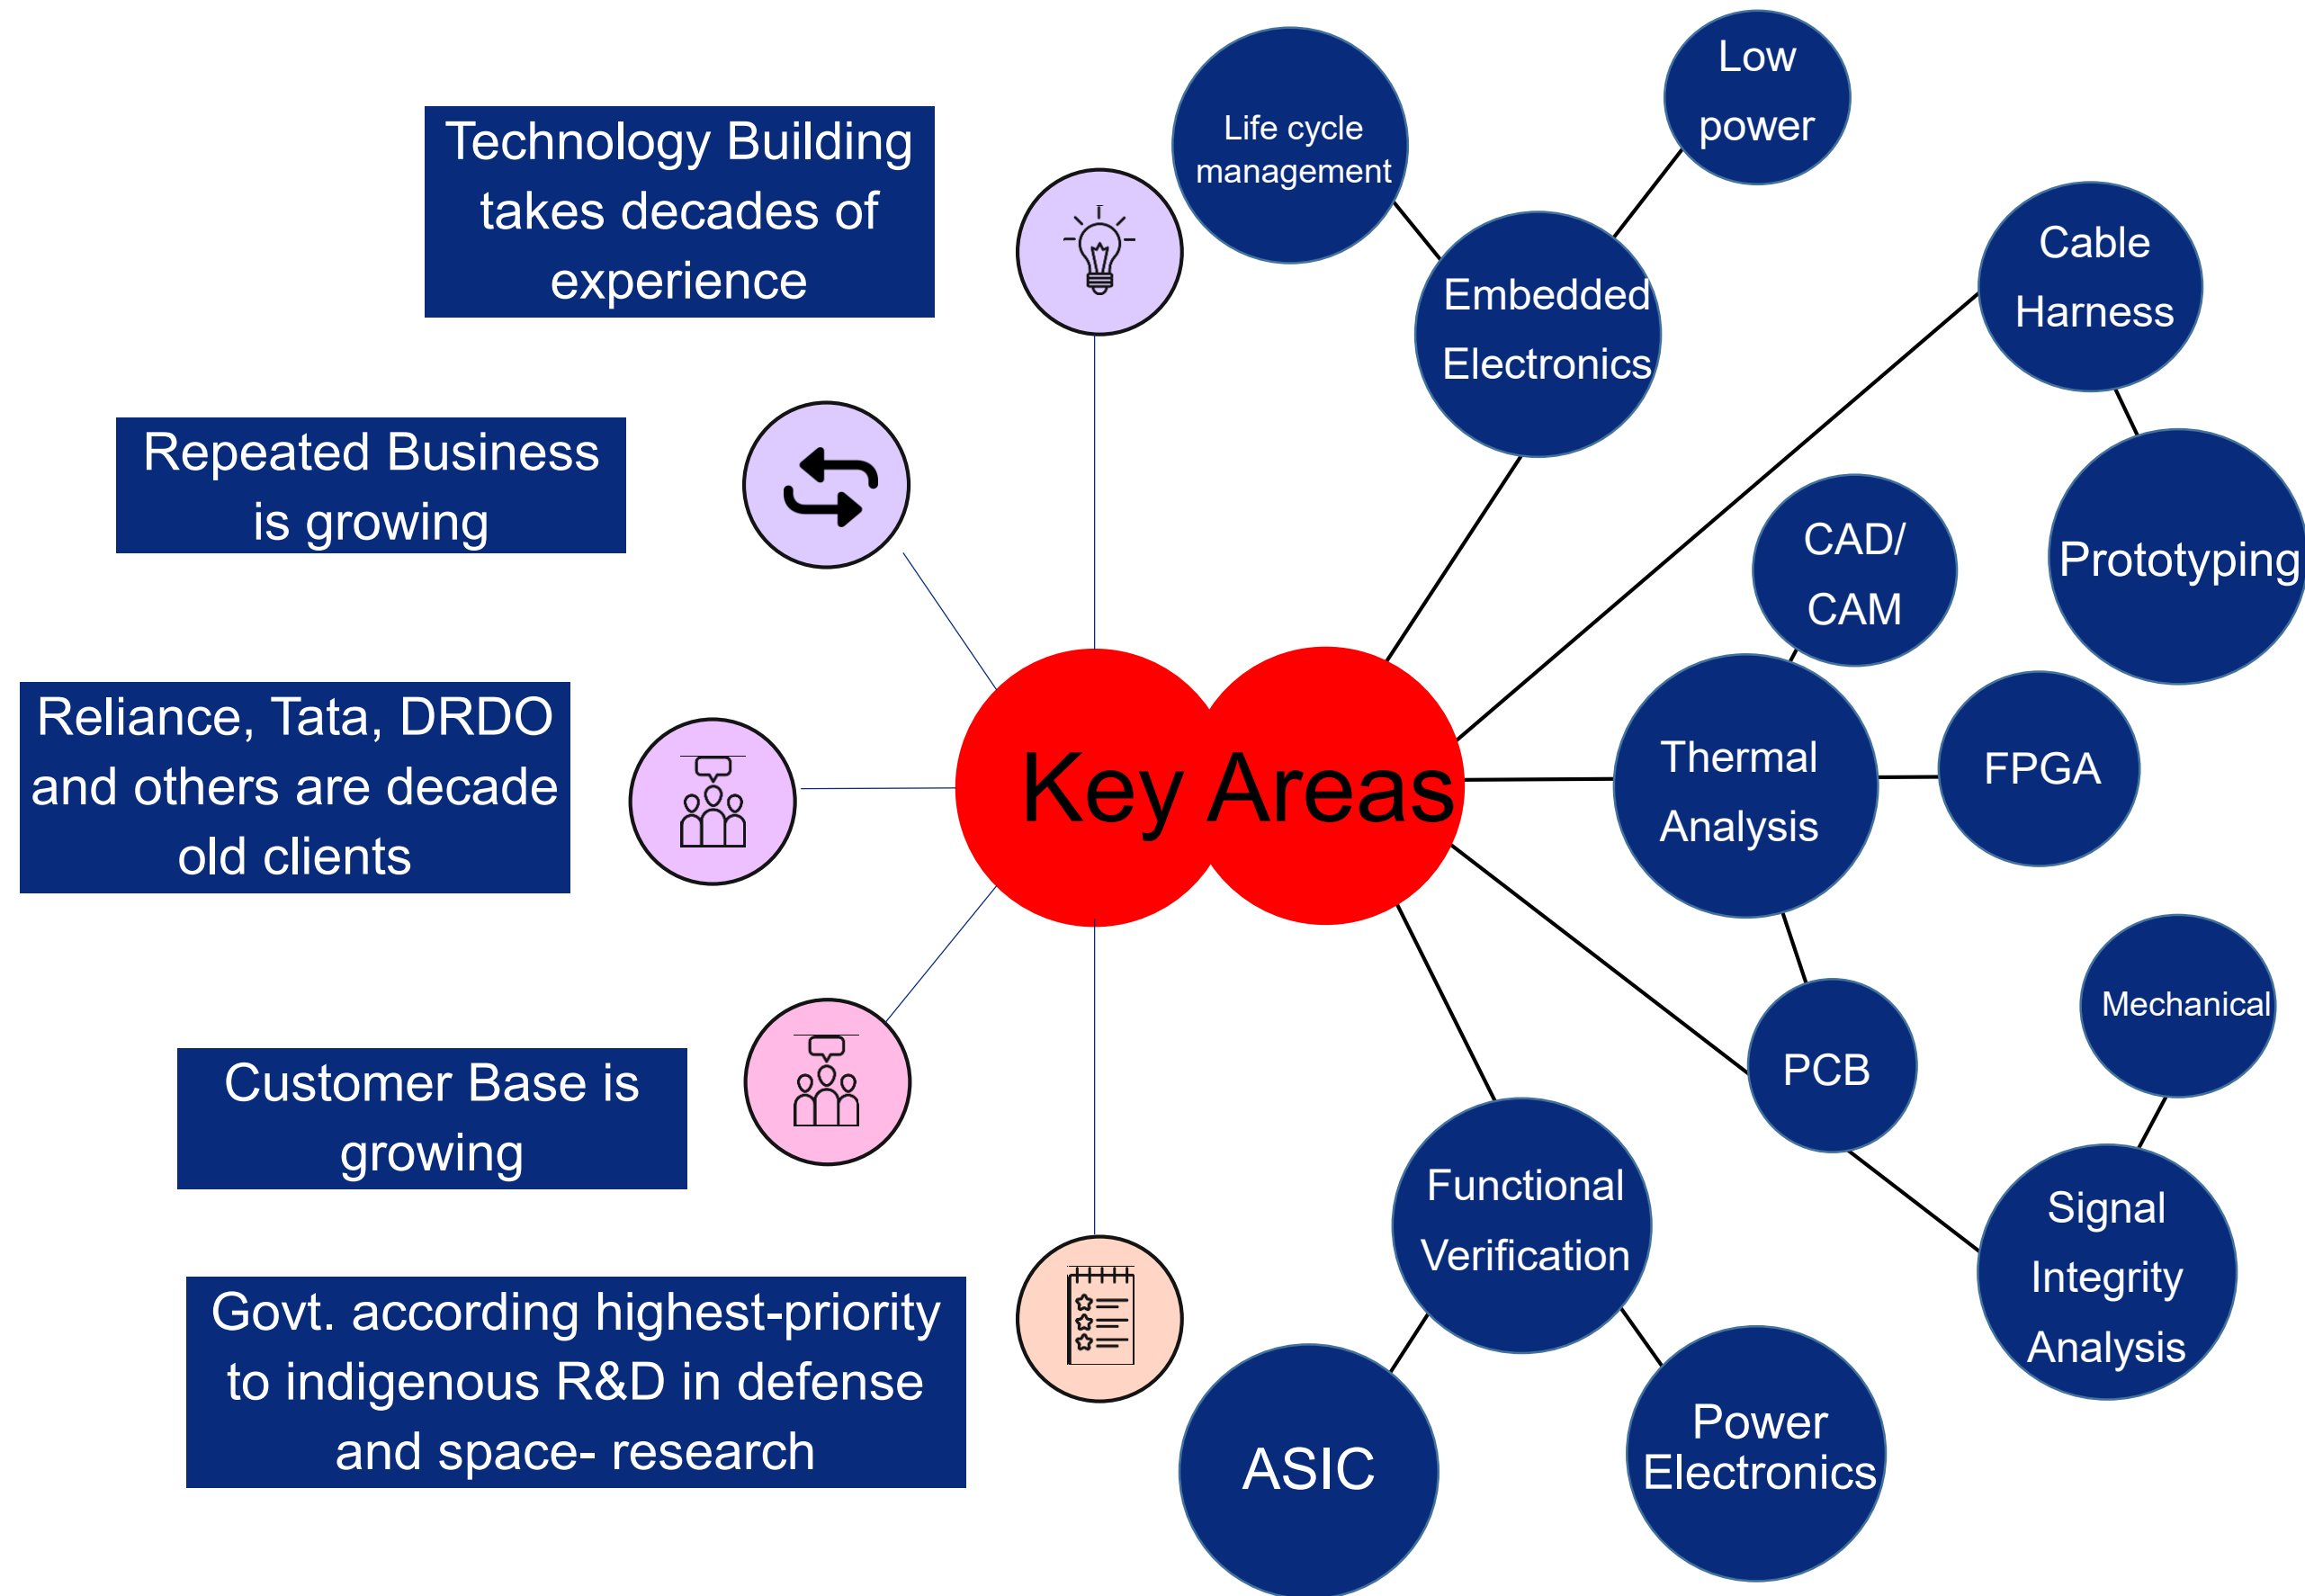 Technology Building
takes decades of
experience
Repeated Business
is growing
Reliance, Tata, DRDO
and others are decade
old clients
Customer Base is
growing
Govt. according highest-priority
to indigenous R&D in defense
and space- research
Key Areas
Life cycle
management
Low
power
Embedded
Electronics
Cable
Harness
Prototyping
CAD/
CAM
Thermal
Analysis
FPGA
PCB
Mechanical
Signal
Integrity
Analysis
Functional
Verification
ASIC
Power
Electronics